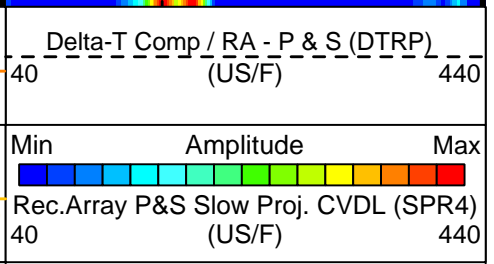 Delta-T Comp / RA - P & S (DTRP)
40 (US/F) 440
Min Amplitude Max
Rec.Array P&S Slow Proj. CVDL (SPR4)
40 (US/F) 440